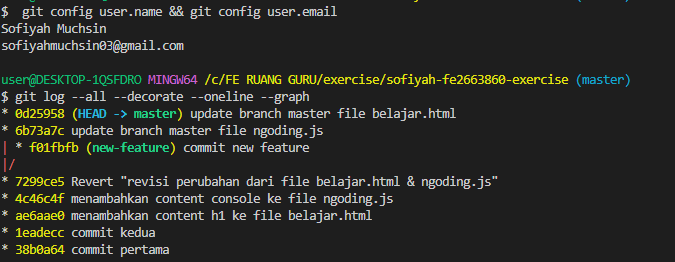 $  git config user.name && git config user.email
Sofiyah Muchsin
sofiyahmuchsin03@gmail.com
user@DESKTOP-1QSFDRO MINGW64 /c/FE RUANG GURU/exercise/sofiyah-fe2663860-exercise (master)
$ git log --all --decorate --oneline --graph
* 0d25958 (HEAD -> master) update branch master file belajar.html
* 6b73a7c update branch master file ngoding.js
| * f01fbfb (new-feature) commit new feature
|/
* 7299ce5 Revert "revisi perubahan dari file belajar.html & ngoding.js"
* 4c46c4f menambahkan content console ke file ngoding.js
* ae6aae0 menambahkan content h1 ke file belajar.html
* 1eadecc commit kedua
* 38b0a64 commit pertama